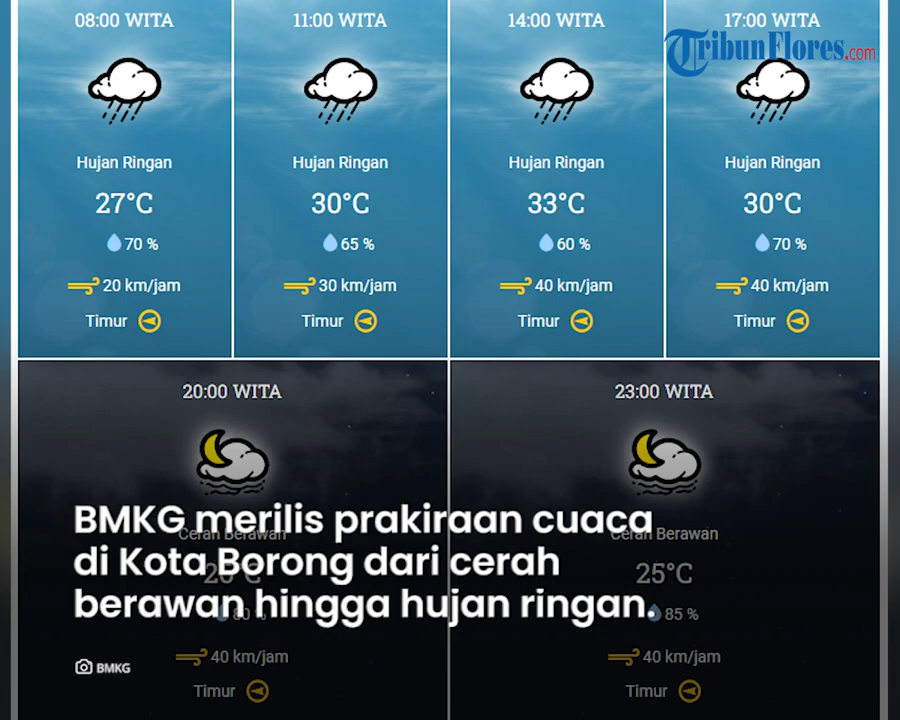 08:00 WITA
11:00 WITA
14:00 WITA
17:00 WITA
TribunFlores.com
Hujan Ringan
Hujan Ringan
Hujan Ringan
Hujan Ringan
27°C
30°C
33°C
30°C
70 %
65 %
60 %
70 %
20 km/jam
30 km/jam
40 km/jam
40 km/jam
Timur
Timur
Timur
Timur
20:00 WITA
23:00 WITA
Cerah Berawan
Cerah Berawan
25°C
80 %
85 %
BMKG merilis prakiraan cuaca
di Kota Borong dari cerah
berawan hingga hujan ringan.
40 km/jam
40 km/jam
BMKG
Timur
Timur